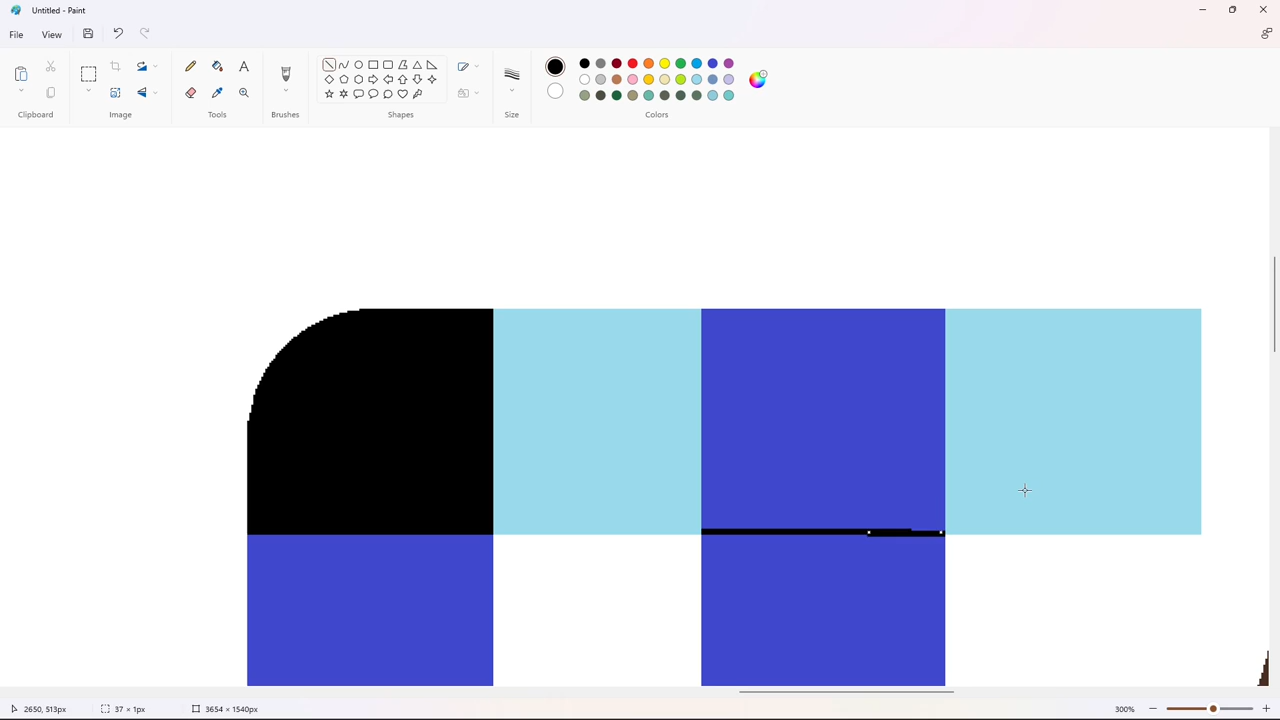 Untitled - Paint
File View
Clipboard Image Tools Brushes Shapes Size Colors
2650, 513px 37 × 1px 3654 × 1540px 300%